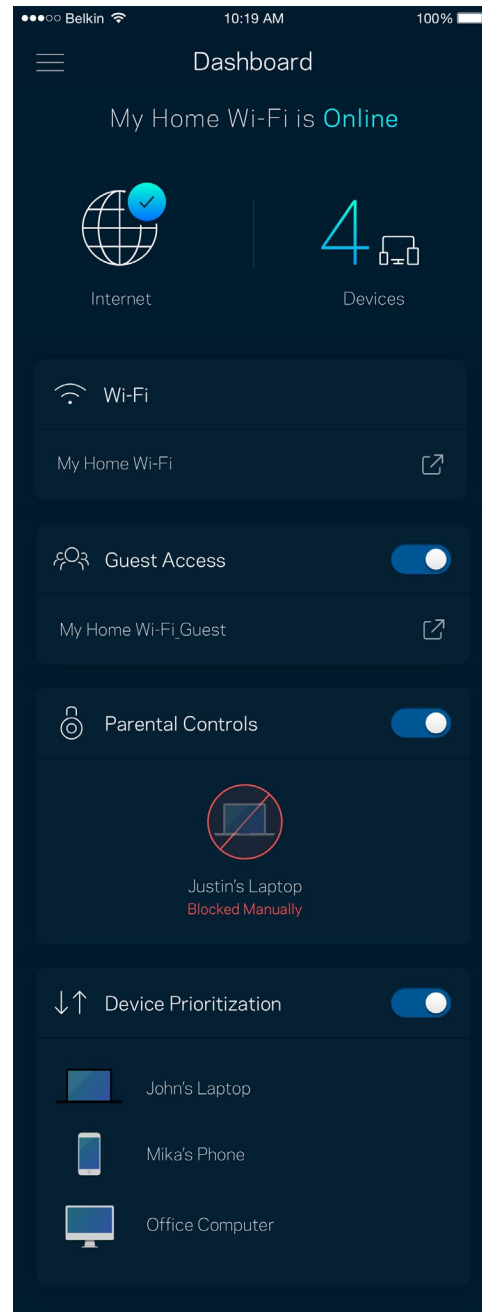 Belkin 10:19 AM 100%
Dashboard
My Home Wi-Fi is Online
4
Internet Devices
Wi-Fi
My Home Wi-Fi
Guest Access
My Home Wi-Fi_Guest
Parental Controls
Justin's Laptop
Blocked Manually
Device Prioritization
John's Laptop
Mika's Phone
Office Computer